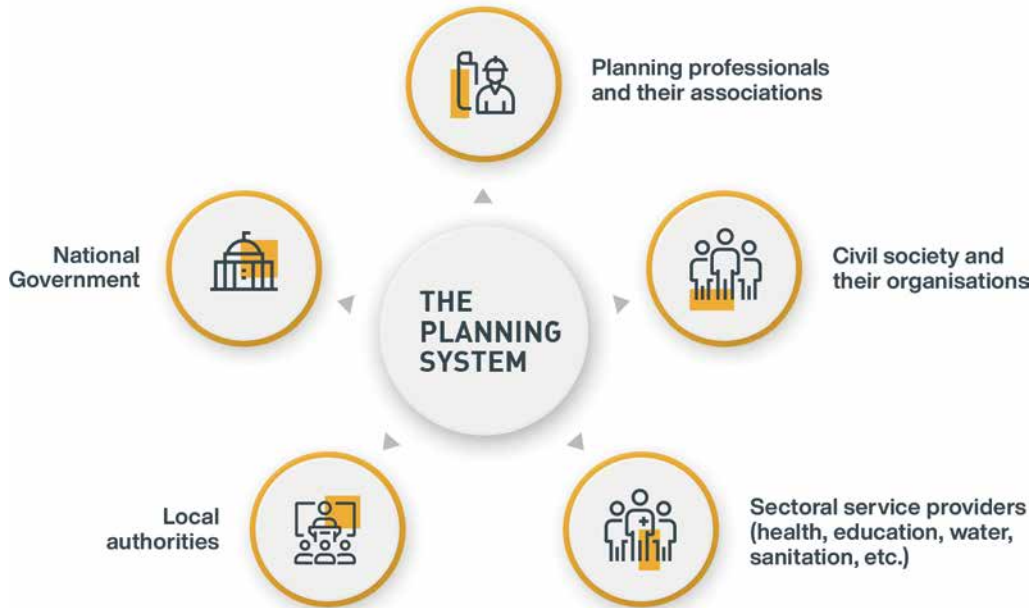 Planning professionals
and their associations
National
Government
Civil society and
their organisations
THE
PLANNING
SYSTEM
Local
authorities
Sectoral service providers
(health, education, water,
sanitation, etc.)